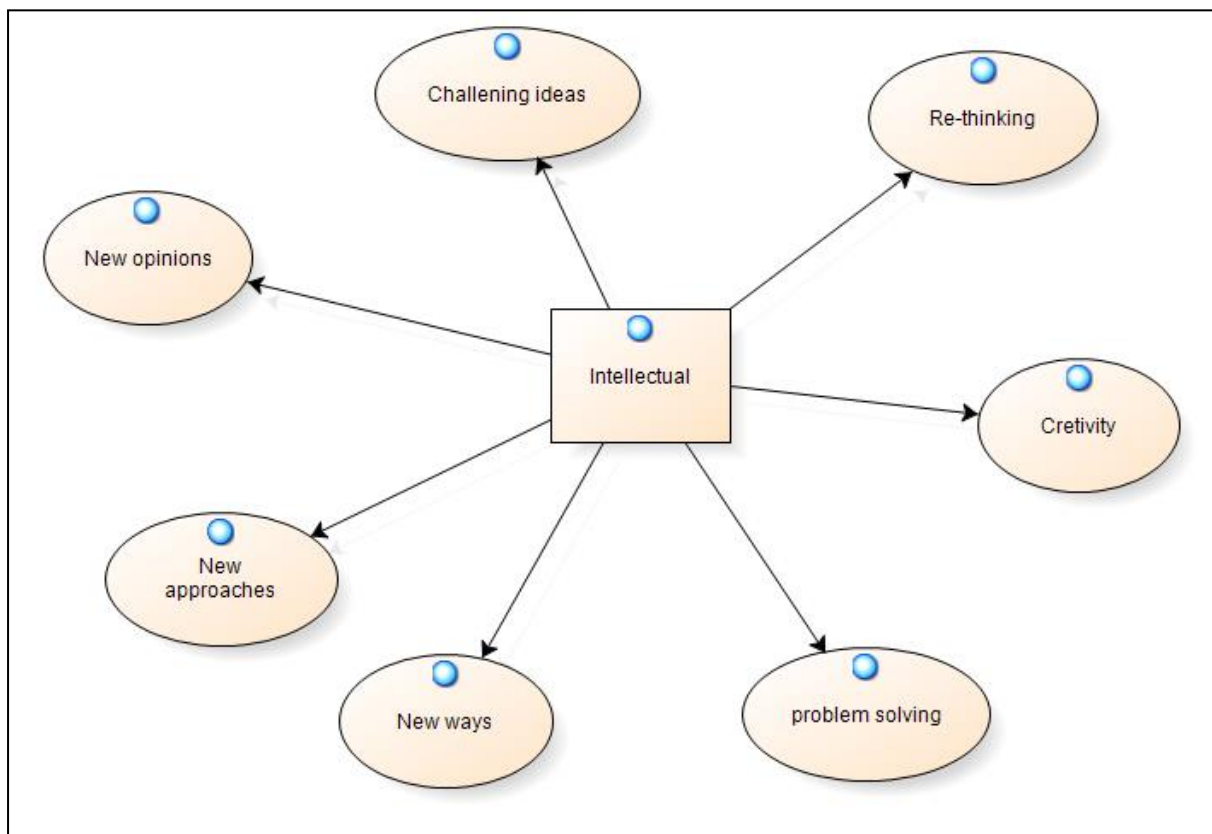 Challening ideas
Re-thinking
New opinions
Intellectual
Cretivity
New
approaches
New ways
problem solving